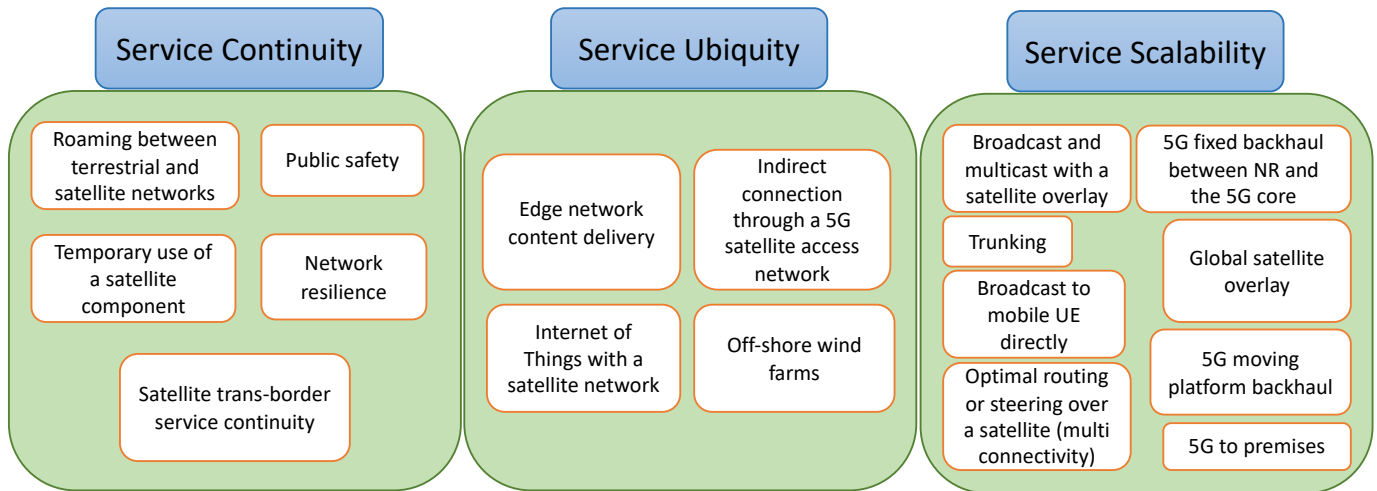 Service Continuity
Roaming between
terrestrial and
satellite networks
Public safety
Temporary use of
a satellite
component
Network
resilience
Satellite trans-border
service continuity
Service Ubiquity
Edge network
content delivery
Indirect
connection
through a 5G
satellite access
network
Internet of
Things with a
satellite network
Off-shore wind
farms
Service Scalability
Broadcast and
multicast with a
satellite overlay
5G fixed backhaul
between NR and
the 5G core
Trunking
Global satellite
overlay
Broadcast to
mobile UE
directly
5G moving
platform backhaul
Optimal routing
or steering over
a satellite (multi
connectivity)
5G to premises